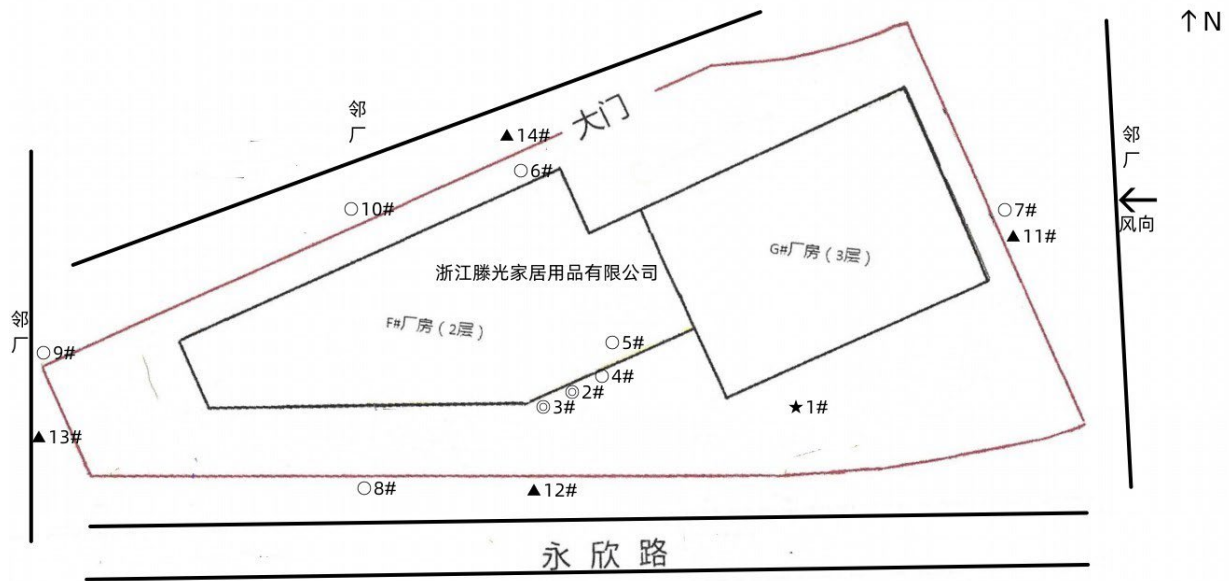 ↑N
邻厂
大门
▲14#
○6#
邻厂
○10#
○7#
←
风向
▲11#
G#厂房（3层）
浙江滕光家居用品有限公司
邻厂
F#厂房（2层）
○9#
○5#
○4#
◎2#
◎3#
★1#
▲13#
○8#
▲12#
永欣路